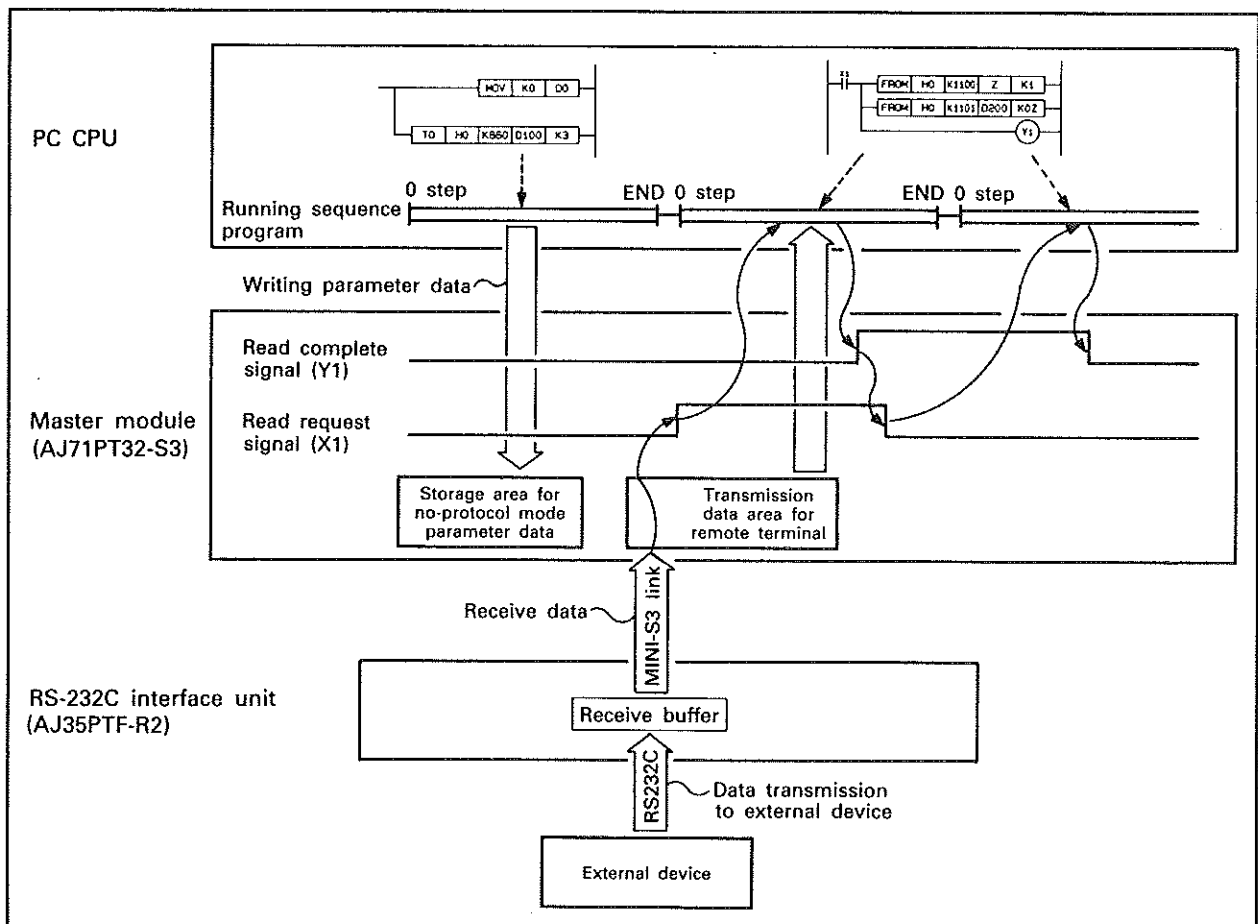 MOV K0 D0
TO H0 K860 D100 K3
X1
FROM H0 K1100 Z K1
FROM H0 K1101 D200 K0Z
Y1
PC CPU
0 step
END 0 step
END 0 step
Running sequence
program
Writing parameter data
Read complete
signal (Y1)
Master module
(AJ71PT32-S3)
Read request
signal (X1)
Storage area for
no-protocol mode
parameter data
Transmission
data area for
remote terminal
Receive data
MINI-S3 link
RS-232C interface unit
(AJ35PTF-R2)
Receive buffer
RS232C
Data transmission
to external device
External device